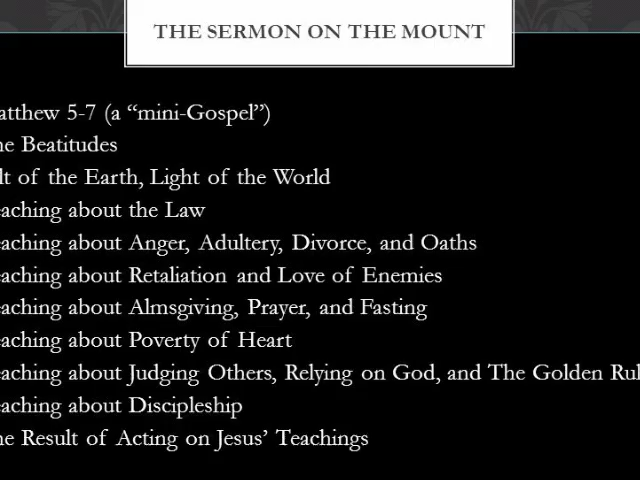 THE SERMON ON THE MOUNT
atthew 5-7 (a “mini-Gospel”)
he Beatitudes
lt of the Earth, Light of the World
eaching about the Law
eaching about Anger, Adultery, Divorce, and Oaths
eaching about Retaliation and Love of Enemies
eaching about Almsgiving, Prayer, and Fasting
eaching about Poverty of Heart
eaching about Judging Others, Relying on God, and The Golden Rul
eaching about Discipleship
he Result of Acting on Jesus’ Teachings